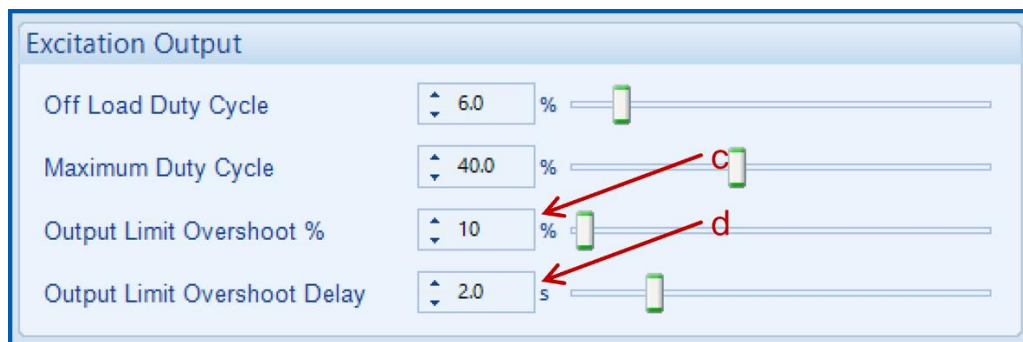 Excitation Output
Off Load Duty Cycle 6.0 %
Maximum Duty Cycle 40.0 % c
Output Limit Overshoot % 10 % d
Output Limit Overshoot Delay 2.0 s